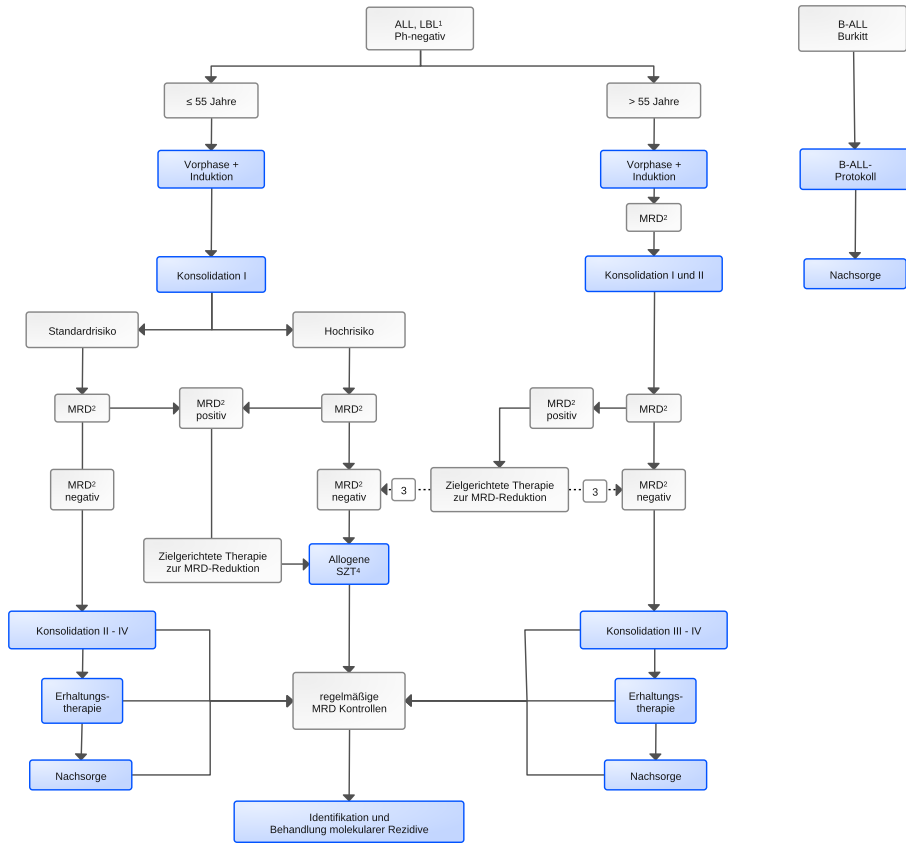 ALL, LBL¹
Ph-negativ
B-ALL
Burkitt
≤ 55 Jahre
> 55 Jahre
Vorphase +
Induktion
Vorphase +
Induktion
B-ALL-
Protokoll
MRD²
Konsolidation I
Konsolidation I und II
Nachsorge
Standardrisiko
Hochrisiko
MRD²
MRD²
positiv
MRD²
MRD²
positiv
MRD²
MRD²
negativ
MRD²
negativ
3
Zielgerichtete Therapie
zur MRD-Reduktion
3
MRD²
negativ
Zielgerichtete Therapie
zur MRD-Reduktion
Allogene
SZT⁴
Konsolidation II - IV
Konsolidation III - IV
Erhaltungs-
therapie
regelmäßige
MRD Kontrollen
Erhaltungs-
therapie
Nachsorge
Nachsorge
Identifikation und
Behandlung molekularer Rezidive